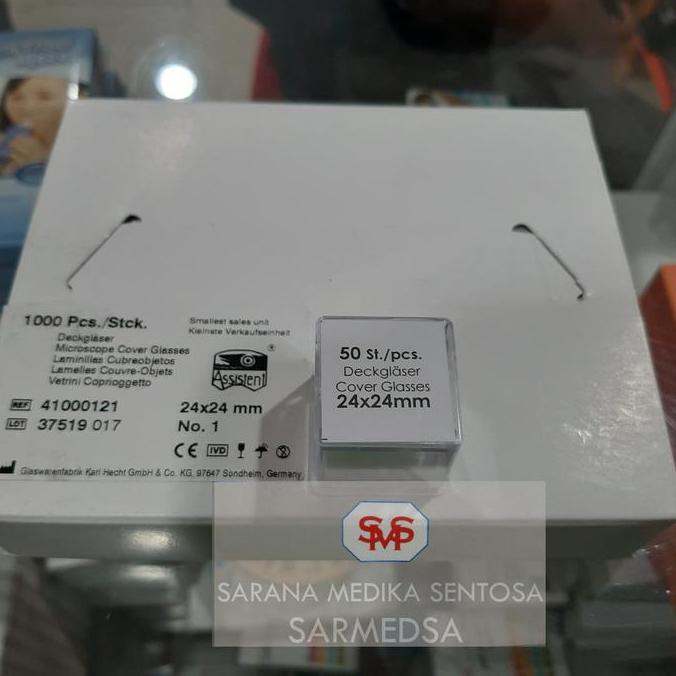 1000 Pcs./Stck.
Smallest sales unit
Kleinste Verkaufseinheit
Deckgläser
Microscope Cover Glasses
Laminillas Cubreobjetos
Lamelles Couvre-Objets
Vetrini Coprioggetto
Assistent ®
REF 41000121
24x24 mm
LOT 37519 017
No. 1
CE IVD
Glaswarenfabrik Karl Hecht GmbH & Co. KG, 97647 Sondheim, Germany
50 St./pcs.
Deckgläser
Cover Glasses
24x24mm
SMS
SARANA MEDIKA SENTOSA
SARMEDSA